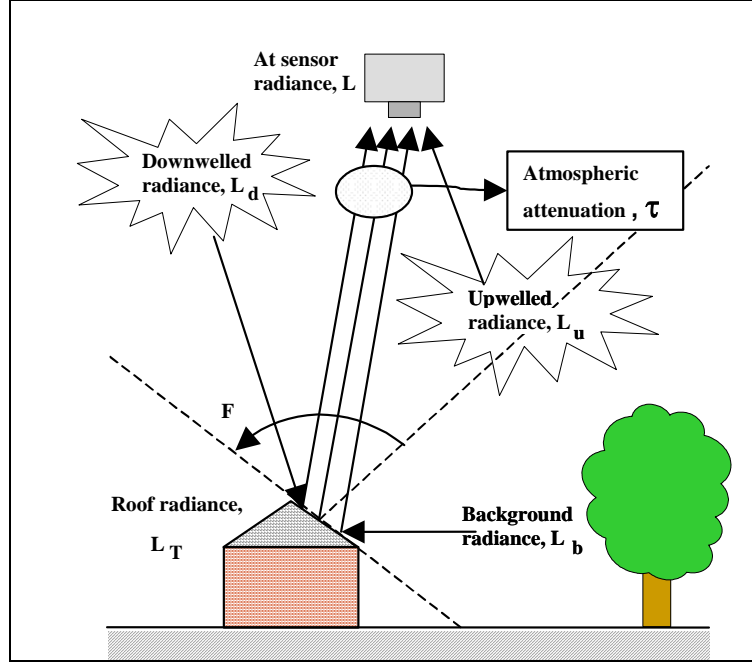 At sensor
radiance, L
Downwelled
radiance, L d
Atmospheric
attenuation , τ
Upwelled
radiance, L u
F
Roof radiance,
L T
Background
radiance, L b